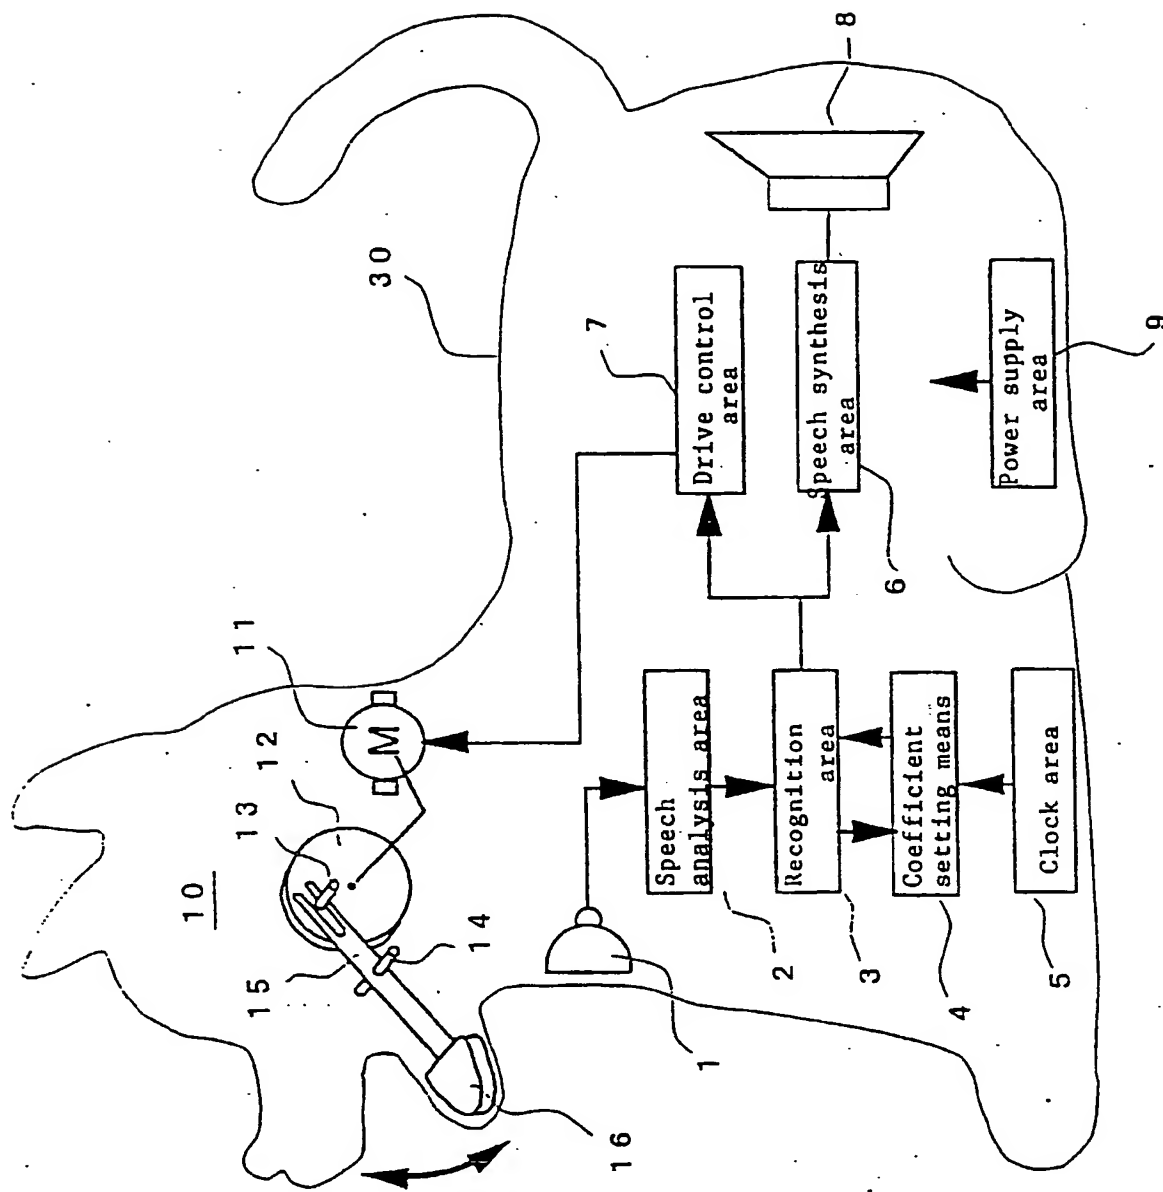 8
30
7
Drive control
area
Speech synthesis
area
6
Power supply
area
9
11
M
12
13
10
14
15
16
1
Speech
analysis area
2
Recognition
area
3
Coefficient
setting means
4
Clock area
5